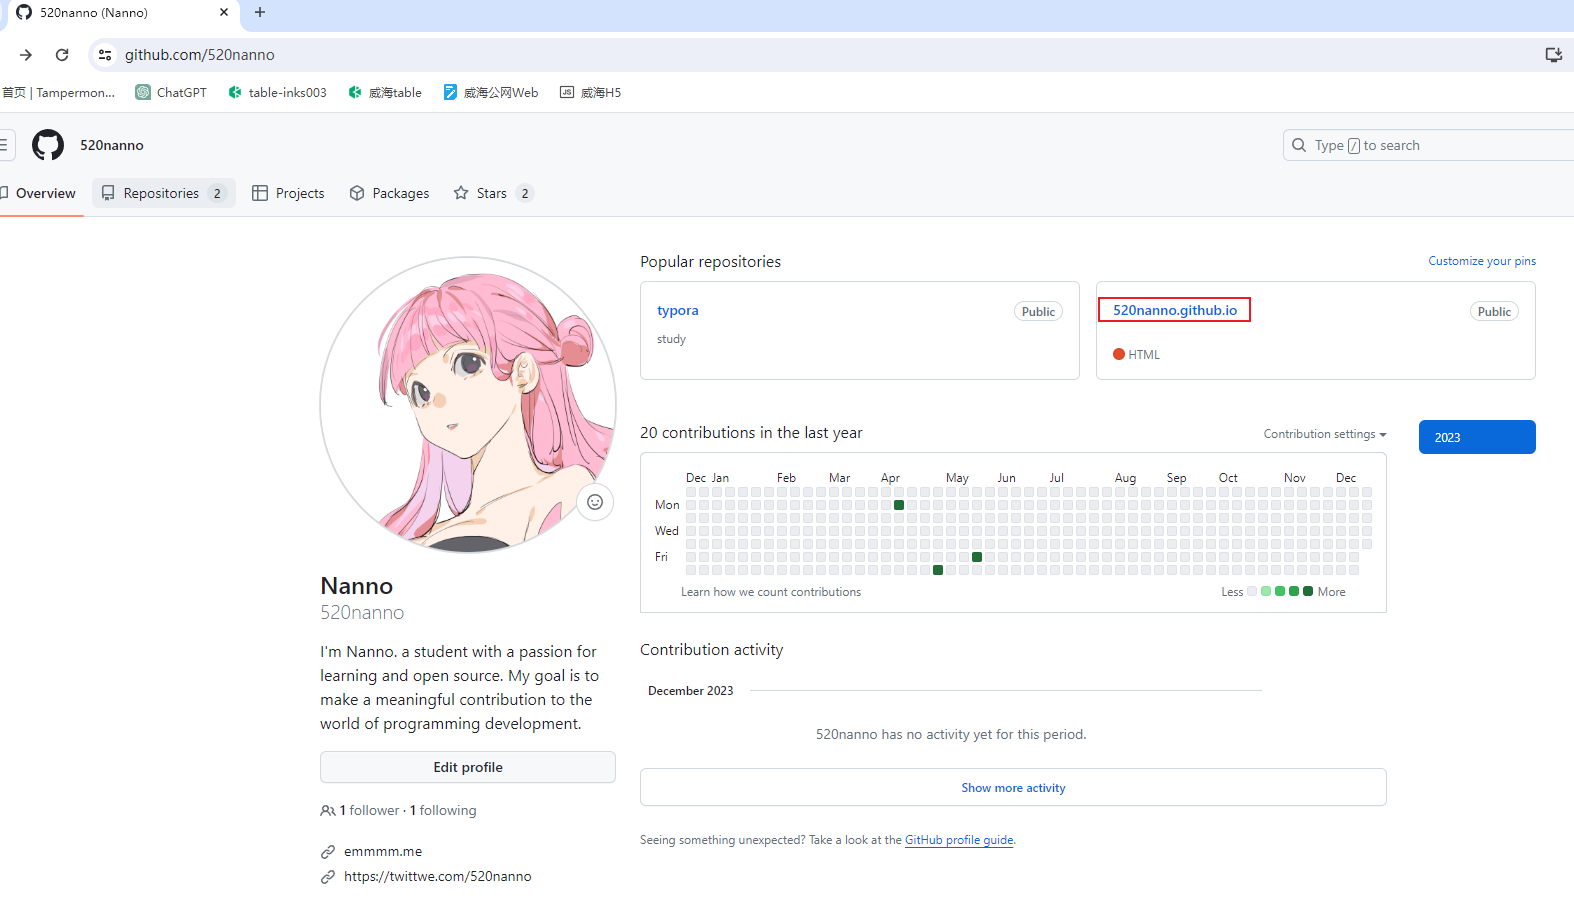 520nanno (Nanno)
github.com/520nanno
首页 | Tampermon...
ChatGPT
table-inks003
威海table
威海公网Web
JS
威海H5
520nanno
Type / to search
Overview
Repositories 2
Projects
Packages
Stars 2
Popular repositories
Customize your pins
typora
Public
study
520nanno.github.io
Public
HTML
20 contributions in the last year
Contribution settings
2023
Dec Jan Feb Mar Apr May Jun Jul Aug Sep Oct Nov Dec
Mon
Wed
Fri
Learn how we count contributions
Less
More
Nanno
520nanno
I'm Nanno. a student with a passion for
learning and open source. My goal is to
make a meaningful contribution to the
world of programming development.
Edit profile
1 follower · 1 following
emmmm.me
https://twittwe.com/520nanno
Contribution activity
December 2023
520nanno has no activity yet for this period.
Show more activity
Seeing something unexpected? Take a look at the GitHub profile guide.